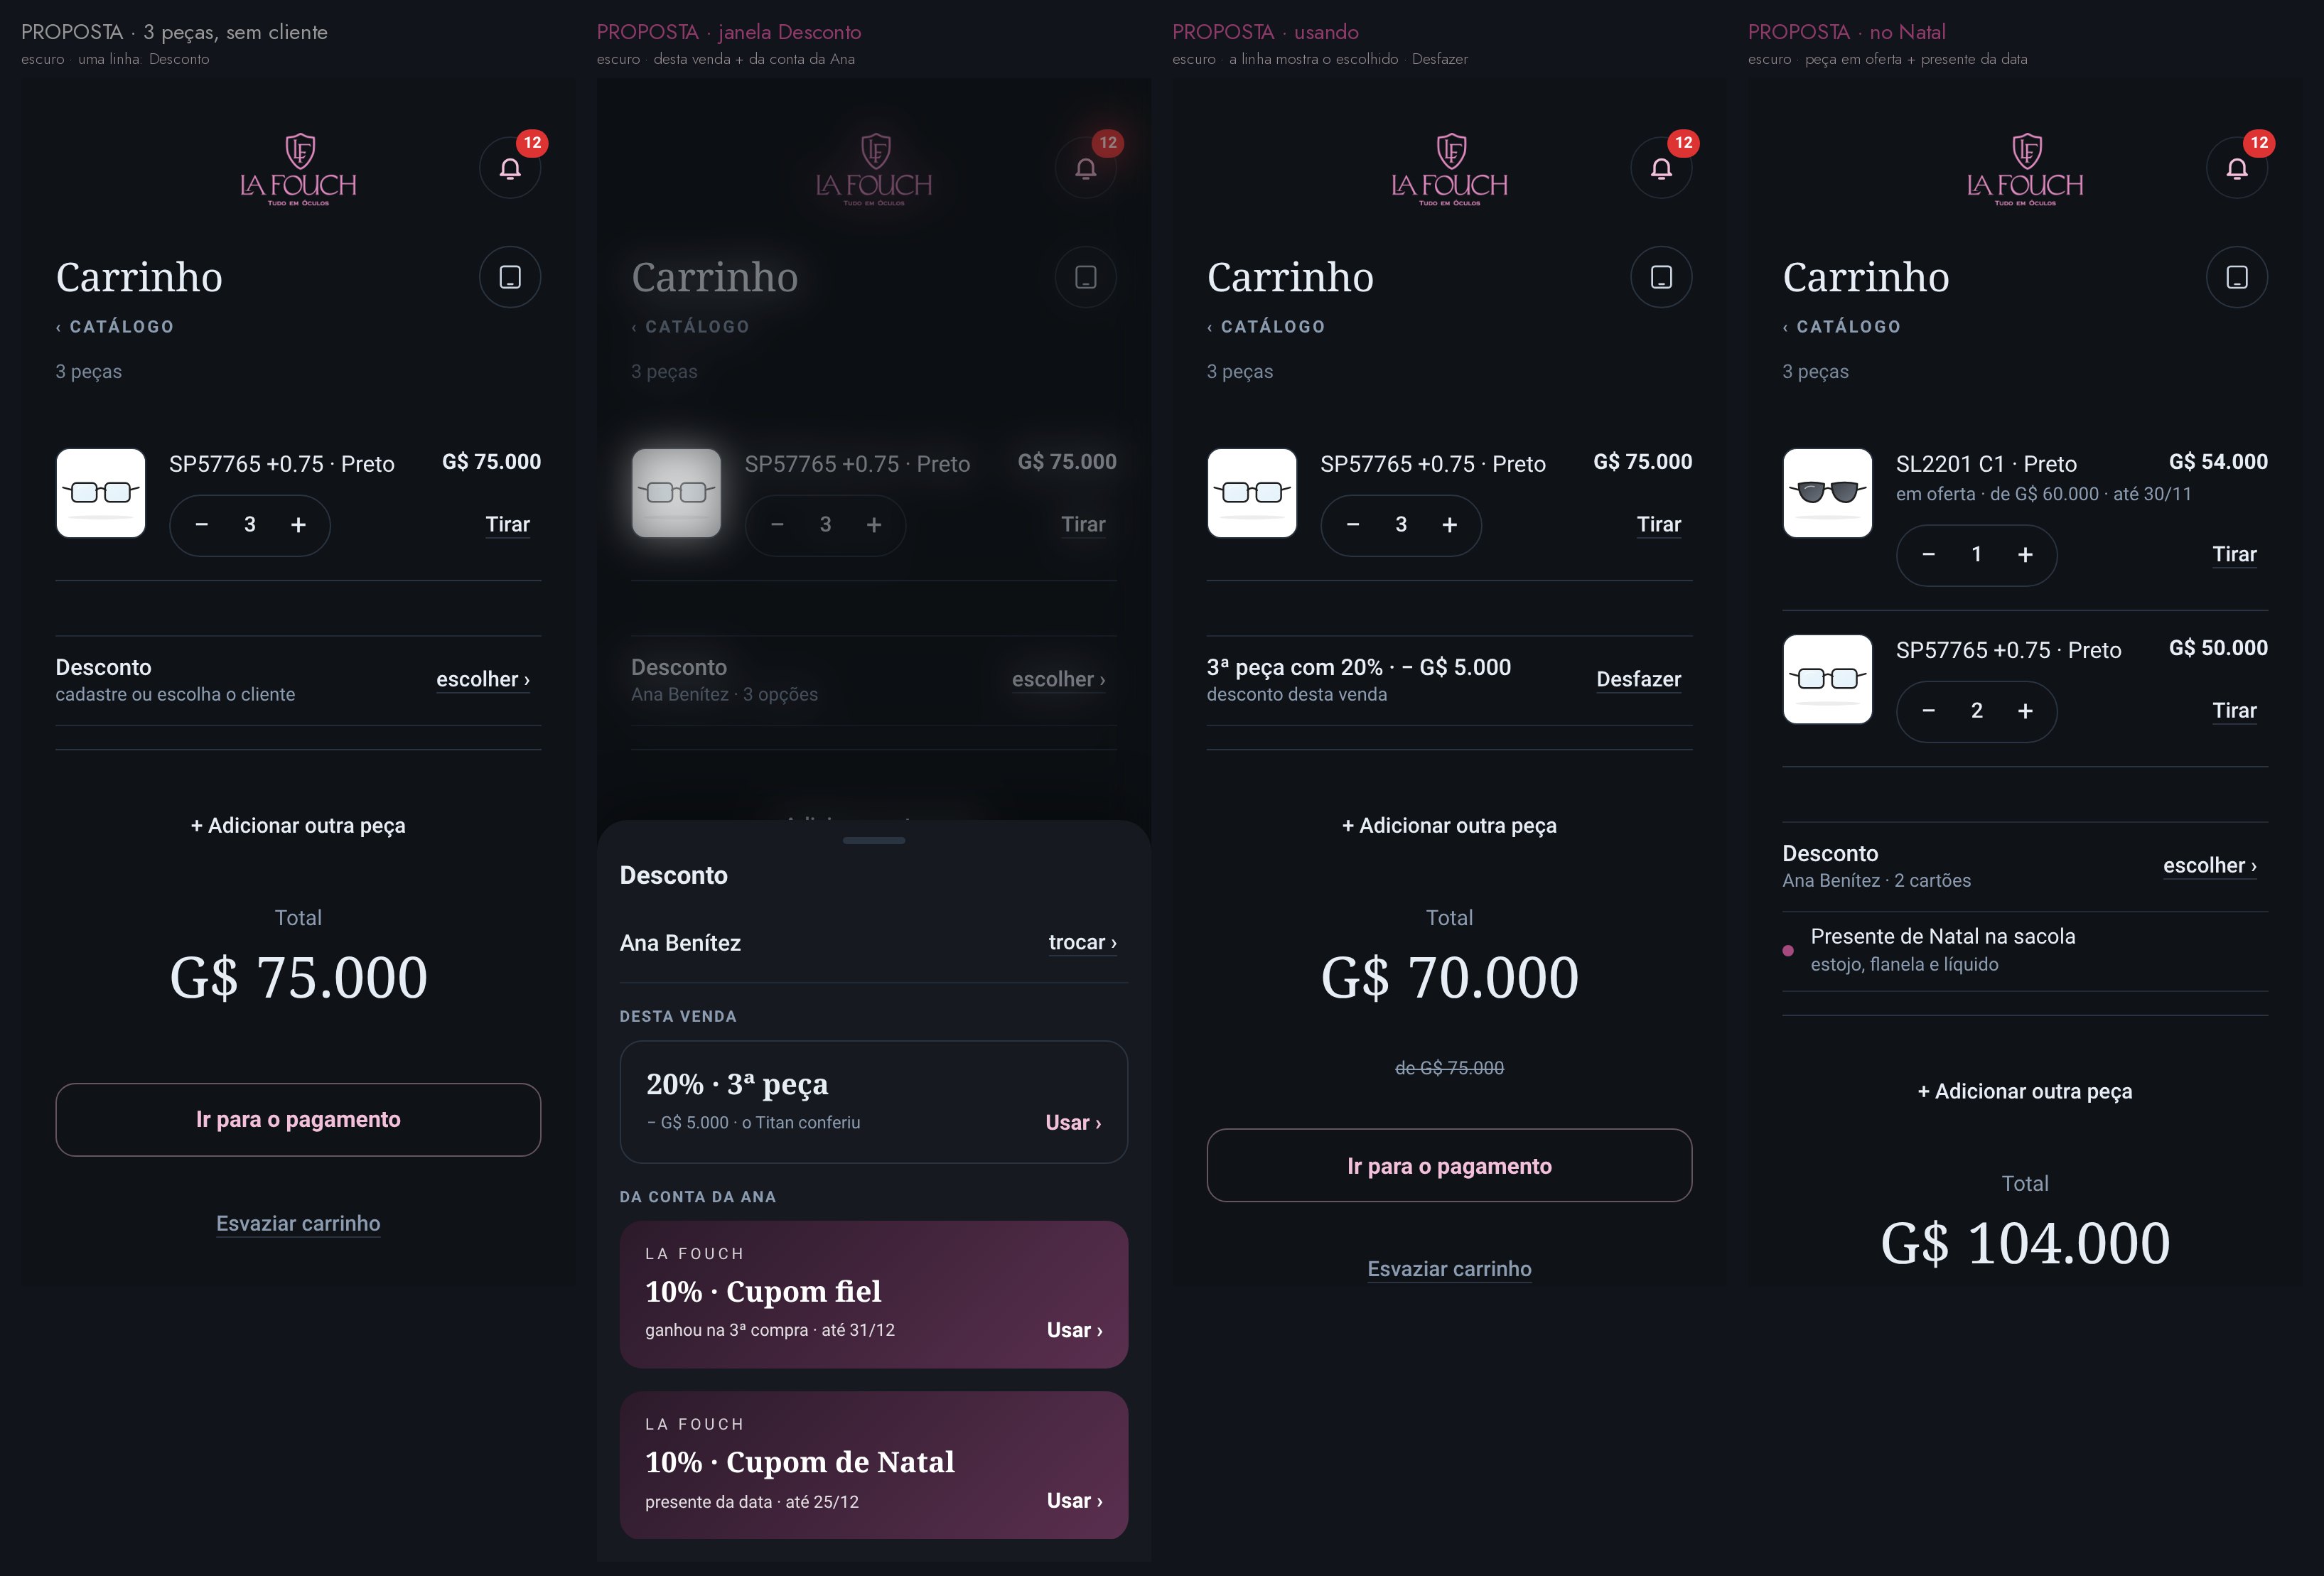 PROPOSTA · 3 peças, sem cliente
escuro · uma linha: Desconto
LF
LA FOUCH
TUDO EM ÓCULOS
12
Carrinho
‹ CATÁLOGO
3 peças
SP57765 +0.75 · Preto
G$ 75.000
− 3 +
Tirar
Desconto
cadastre ou escolha o cliente
escolher ›
+ Adicionar outra peça
Total
G$ 75.000
Ir para o pagamento
Esvaziar carrinho
PROPOSTA · janela Desconto
escuro · desta venda + da conta da Ana
LF
LA FOUCH
TUDO EM ÓCULOS
12
Carrinho
‹ CATÁLOGO
3 peças
SP57765 +0.75 · Preto
G$ 75.000
− 3 +
Tirar
Desconto
Ana Benítez · 3 opções
escolher ›
Desconto
Ana Benítez
trocar ›
DESTA VENDA
20% · 3ª peça
− G$ 5.000 · o Titan conferiu
Usar ›
DA CONTA DA ANA
LA FOUCH
10% · Cupom fiel
ganhou na 3ª compra · até 31/12
Usar ›
LA FOUCH
10% · Cupom de Natal
presente da data · até 25/12
Usar ›
PROPOSTA · usando
escuro · a linha mostra o escolhido · Desfazer
LF
LA FOUCH
TUDO EM ÓCULOS
12
Carrinho
‹ CATÁLOGO
3 peças
SP57765 +0.75 · Preto
G$ 75.000
− 3 +
Tirar
3ª peça com 20% · − G$ 5.000
desconto desta venda
Desfazer
+ Adicionar outra peça
Total
G$ 70.000
de G$ 75.000
Ir para o pagamento
Esvaziar carrinho
PROPOSTA · no Natal
escuro · peça em oferta + presente da data
LF
LA FOUCH
TUDO EM ÓCULOS
12
Carrinho
‹ CATÁLOGO
3 peças
SL2201 C1 · Preto
G$ 54.000
em oferta · de G$ 60.000 · até 30/11
− 1 +
Tirar
SP57765 +0.75 · Preto
G$ 50.000
− 2 +
Tirar
Desconto
Ana Benítez · 2 cartões
escolher ›
Presente de Natal na sacola
estojo, flanela e líquido
+ Adicionar outra peça
Total
G$ 104.000